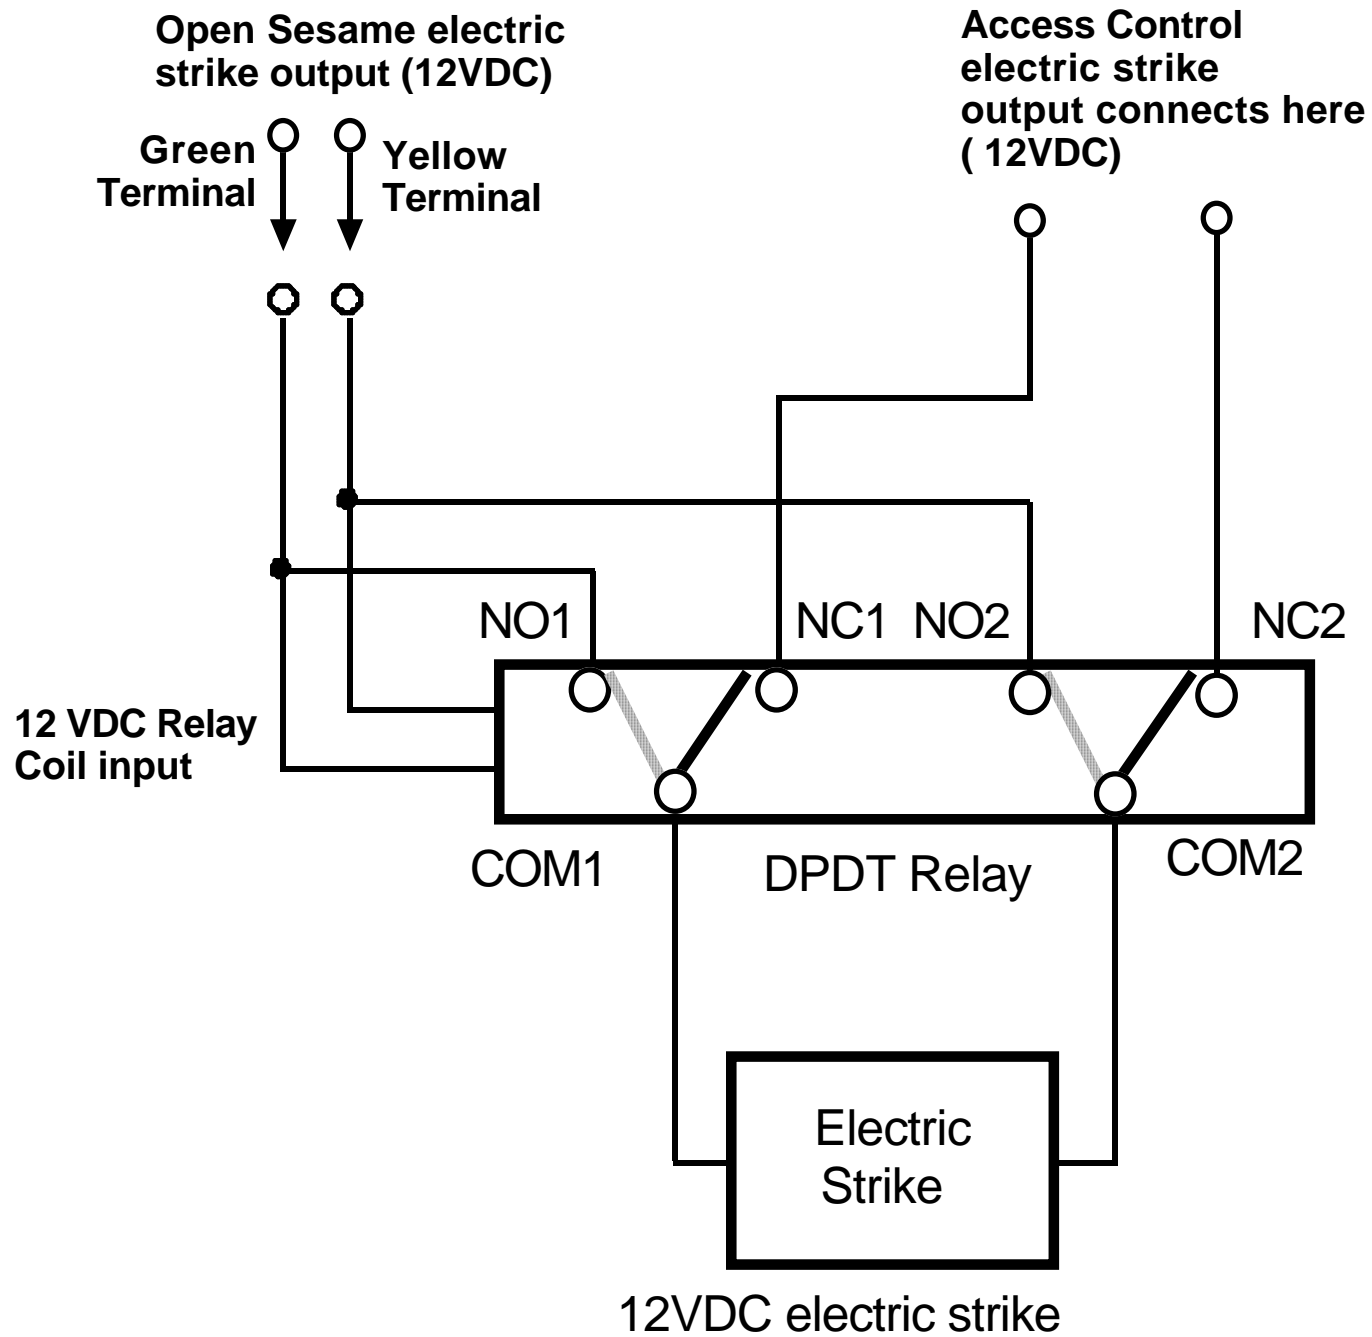 Open Sesame electric
strike output (12VDC)
Access Control
electric strike
output connects here
( 12VDC)
Green
Terminal
Yellow
Terminal
NO1
NC1
NO2
NC2
12 VDC Relay
Coil input
COM1
DPDT Relay
COM2
Electric
Strike
12VDC electric strike